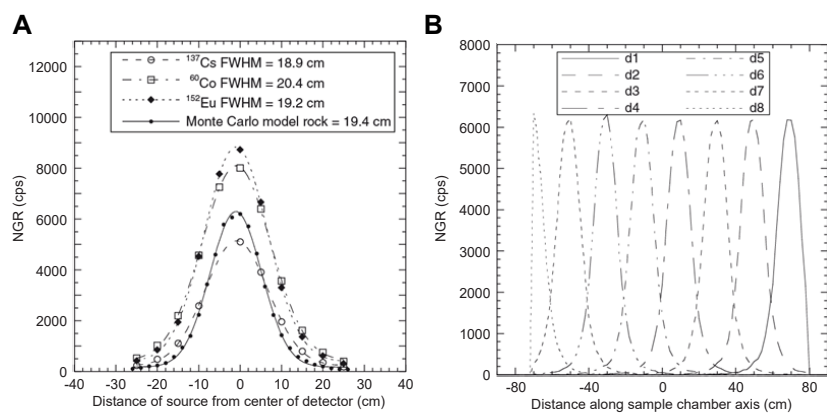 A
NGR (cps)
12000
10000
8000
6000
4000
2000
0
¹³⁷Cs FWHM = 18.9 cm
⁶⁰Co FWHM = 20.4 cm
¹⁵²Eu FWHM = 19.2 cm
Monte Carlo model rock = 19.4 cm
-40 -30 -20 -10 0 10 20 30 40
Distance of source from center of detector (cm)
B
NGR (cps)
8000
7000
6000
5000
4000
3000
2000
1000
0
d1 d5
d2 d6
d3 d7
d4 d8
-80 -40 0 40 80
Distance along sample chamber axis (cm)